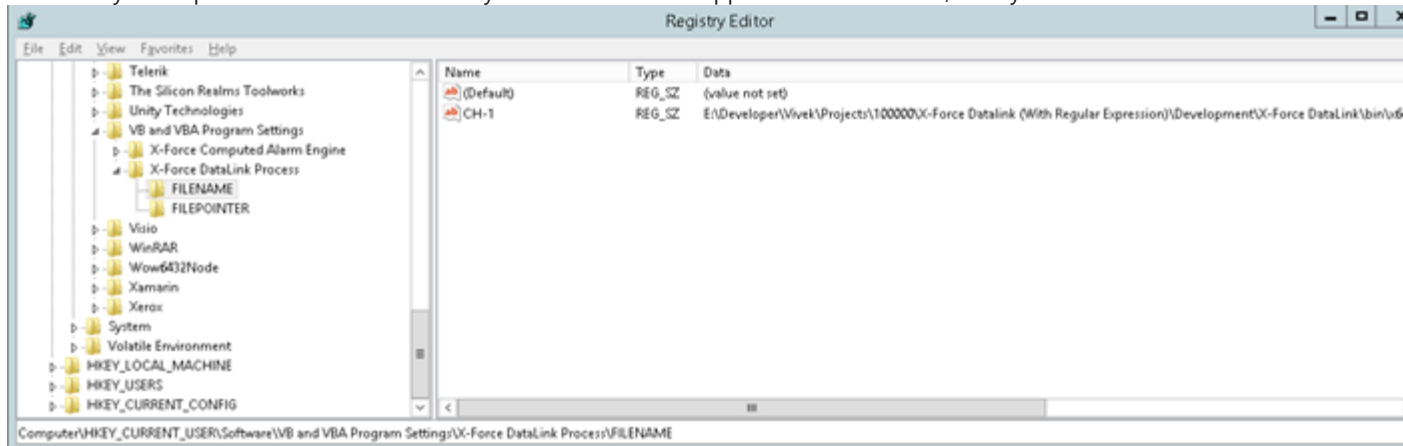 Registry Editor
File Edit View Favorites Help
Telerik
The Silicon Realms Toolworks
Unity Technologies
VB and VBA Program Settings
X-Force Computed Alarm Engine
X-Force DataLink Process
FILENAME
FILEPOINTER
Visio
WinRAR
Wow6432Node
Xamarin
Xerox
System
Volatile Environment
HKEY_LOCAL_MACHINE
HKEY_USERS
HKEY_CURRENT_CONFIG
Name Type Data
(Default) REG_SZ (value not set)
CH-1 REG_SZ E:\Developer\Vivek\Projects\100000\X-Force Datalink (With Regular Expression)\Development\X-Force DataLink\bin\x6
Computer\HKEY_CURRENT_USER\Software\VB and VBA Program Settings\X-Force DataLink Process\FILENAME